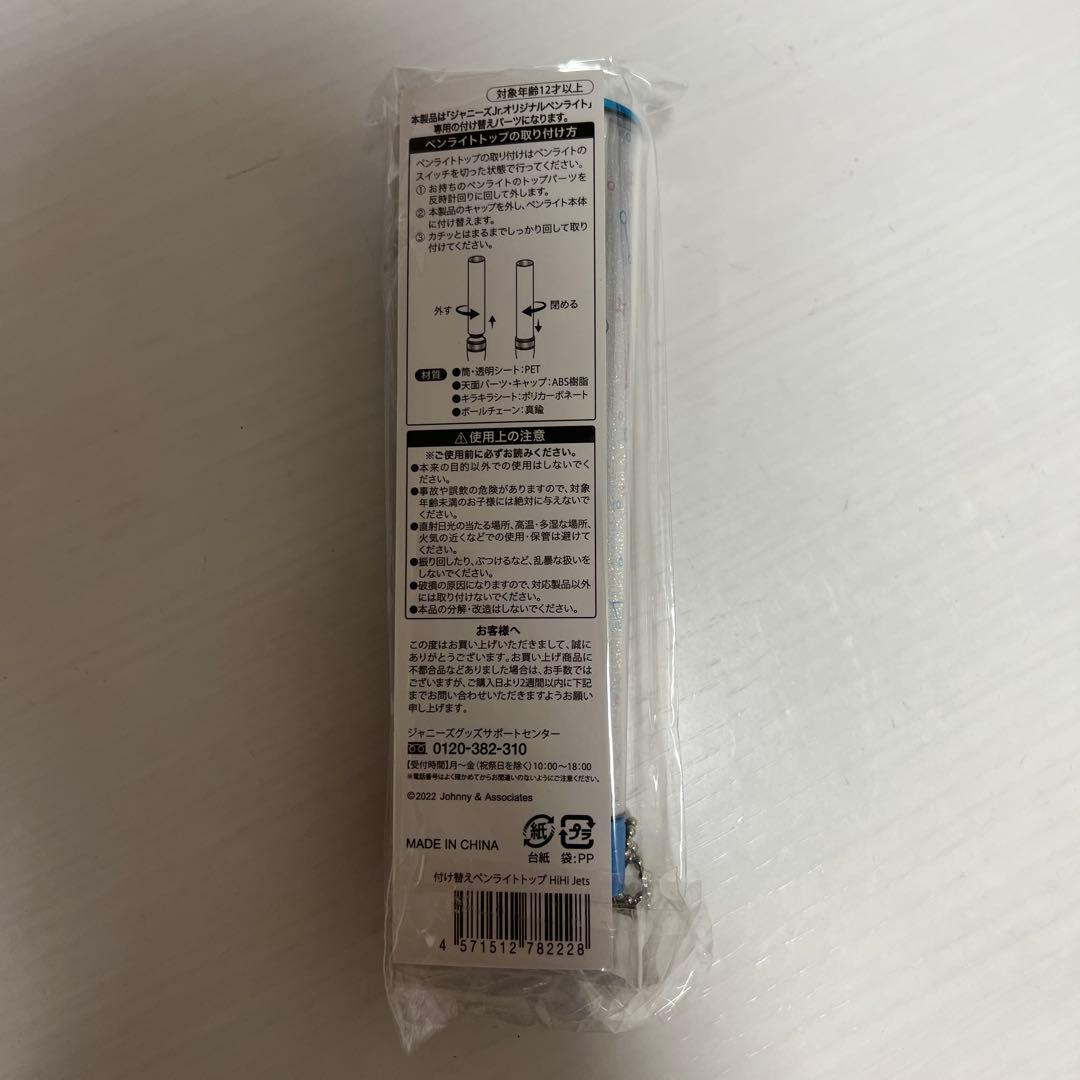 対象年齢12才以上
本製品は「ジャニーズJr.オリジナルペンライト」
専用の付け替えパーツになります。
ペンライトトップの取り付け方
ペンライトトップの取り付けはペンライトの
スイッチを切った状態で行ってください。
① お持ちのペンライトのトップパーツを
反時計回りに回して外します。
② 本製品のキャップを外し、ペンライト本体
に付け替えます。
③ カチッとはまるまでしっかり回して取り
付けてください。
外す
閉める
材質
●筒・透明シート:PET
●天面パーツ・キャップ:ABS樹脂
●キラキラシート:ポリカーボネート
●ボールチェーン:真鍮
⚠使用上の注意
※ご使用前に必ずお読みください。
●本来の目的以外での使用はしないでく
ださい。
●事故や誤飲の危険がありますので、対象
年齢未満のお子様には絶対に与えないで
ください。
●直射日光の当たる場所、高温・多湿な場所、
火気の近くなどでの使用・保管は避けて
ください。
●振り回したり、ぶつけるなど、乱暴な扱いを
しないでください。
●破損の原因になりますので、対応製品以外
には取り付けないでください。
●本品の分解・改造はしないでください。
お客様へ
この度はお買い上げいただきまして、誠に
ありがとうございます。お買い上げ商品に
不都合品などありました場合は、お手数では
ございますが、ご購入日より2週間以内に下記
までお問い合わせいただきますようお願い
申し上げます。
ジャニーズグッズサポートセンター
0120-382-310
【受付時間】月〜金(祝祭日を除く)10:00〜18:00
※電話番号はよく確かめてからお間違いのないようにご注意ください。
©2022 Johnny & Associates
MADE IN CHINA
紙
プラ
台紙 袋:PP
付け替えペンライトトップ HiHi Jets
4 571512 782228